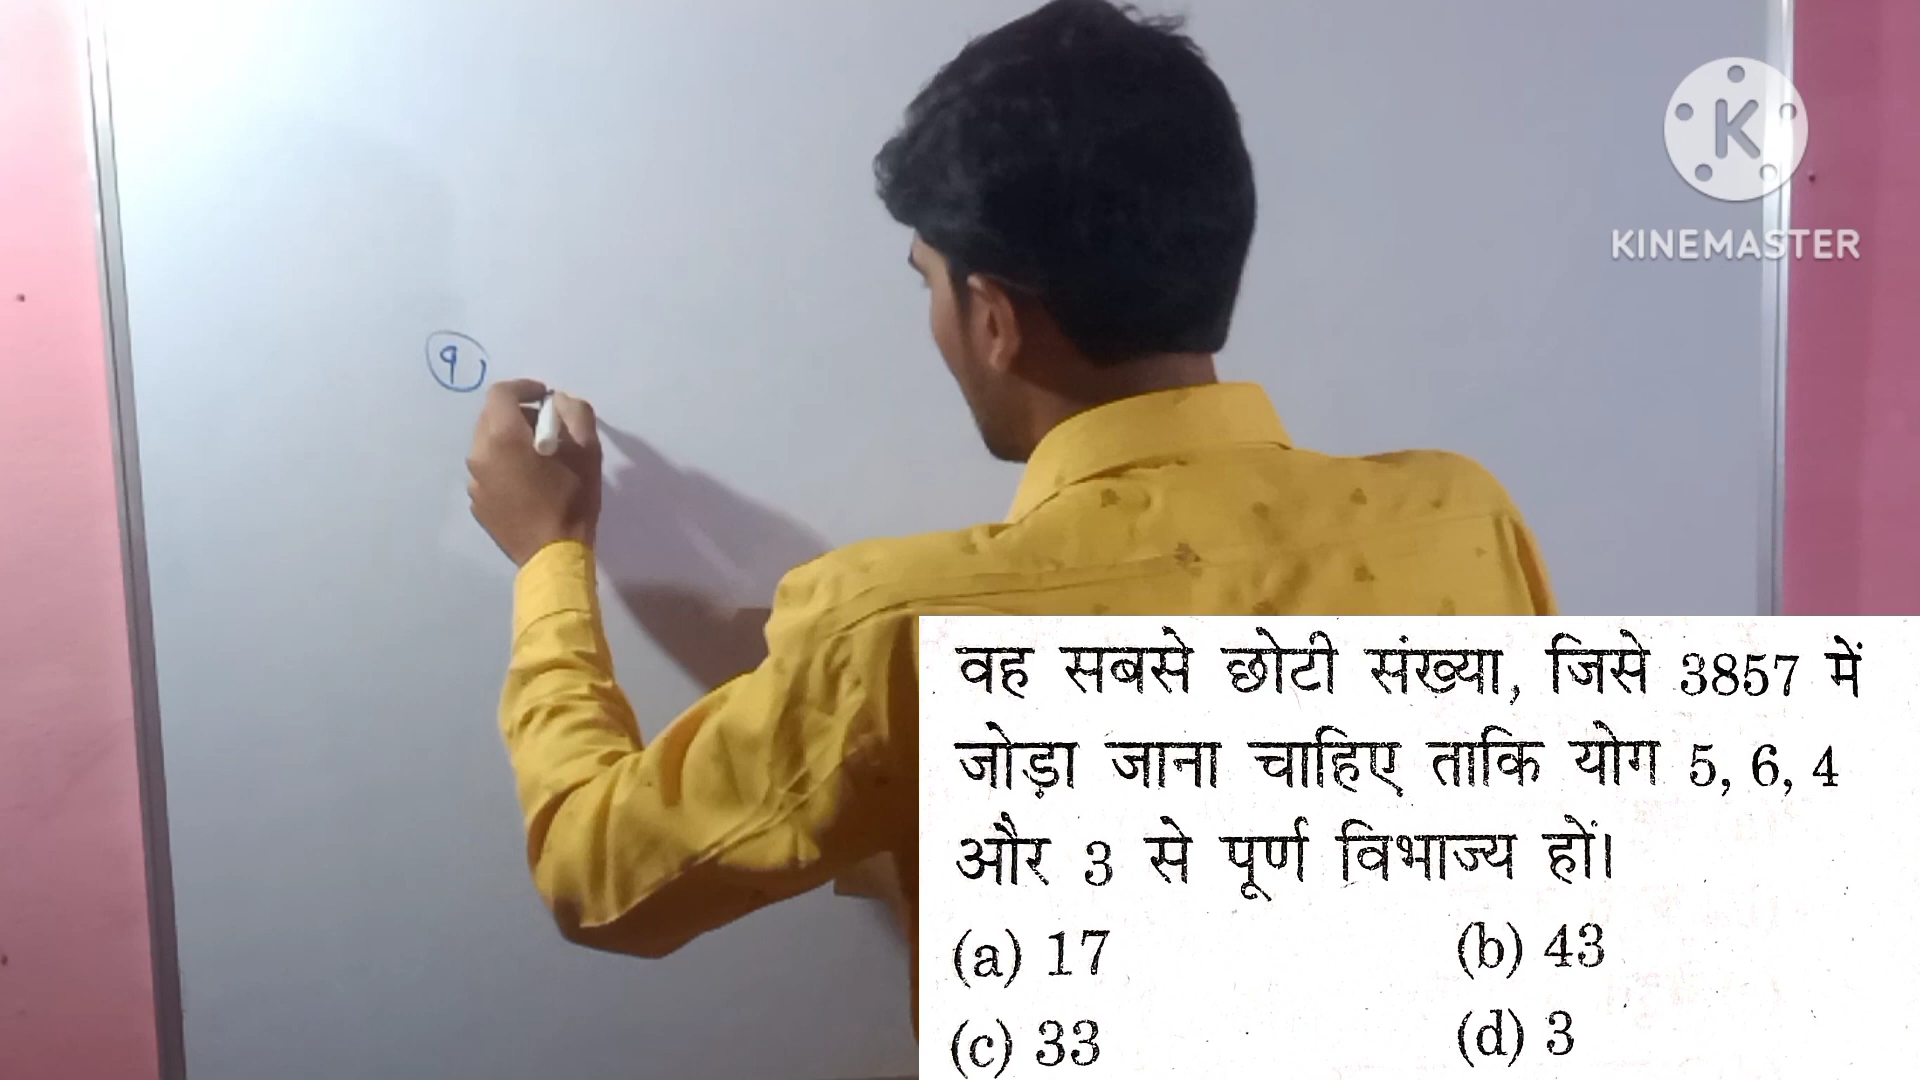 K
KINEMASTER
९
वह सबसे छोटी संख्या, जिसे 3857 में
जोड़ा जाना चाहिए ताकि योग 5, 6, 4
और 3 से पूर्ण विभाज्य हों।
(a) 17 (b) 43
(c) 33 (d) 3